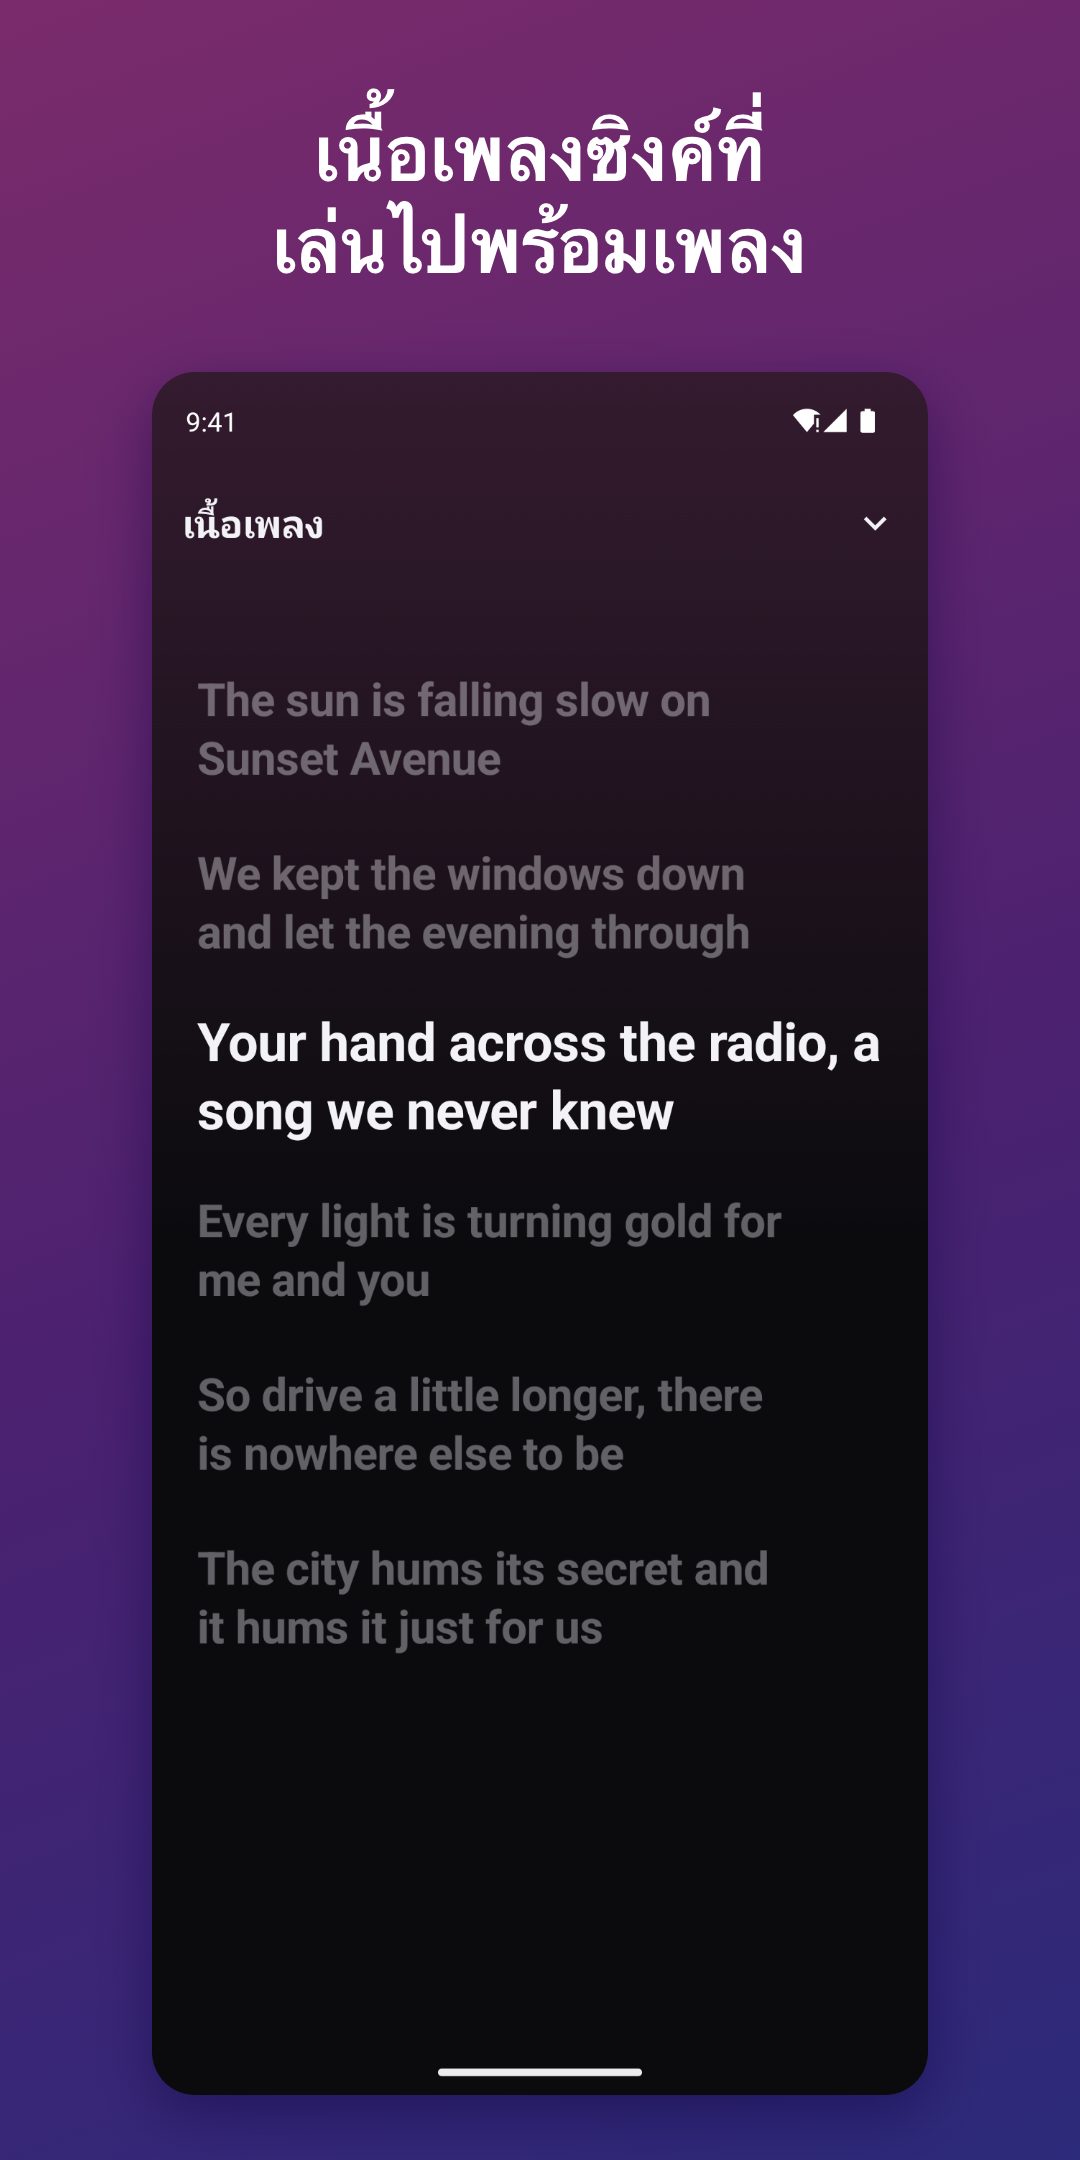 เนื้อเพลงซิงค์ที่
เล่นไปพร้อมเพลง
9:41
เนื้อเพลง
The sun is falling slow on
Sunset Avenue
We kept the windows down
and let the evening through
Your hand across the radio, a
song we never knew
Every light is turning gold for
me and you
So drive a little longer, there
is nowhere else to be
The city hums its secret and
it hums it just for us